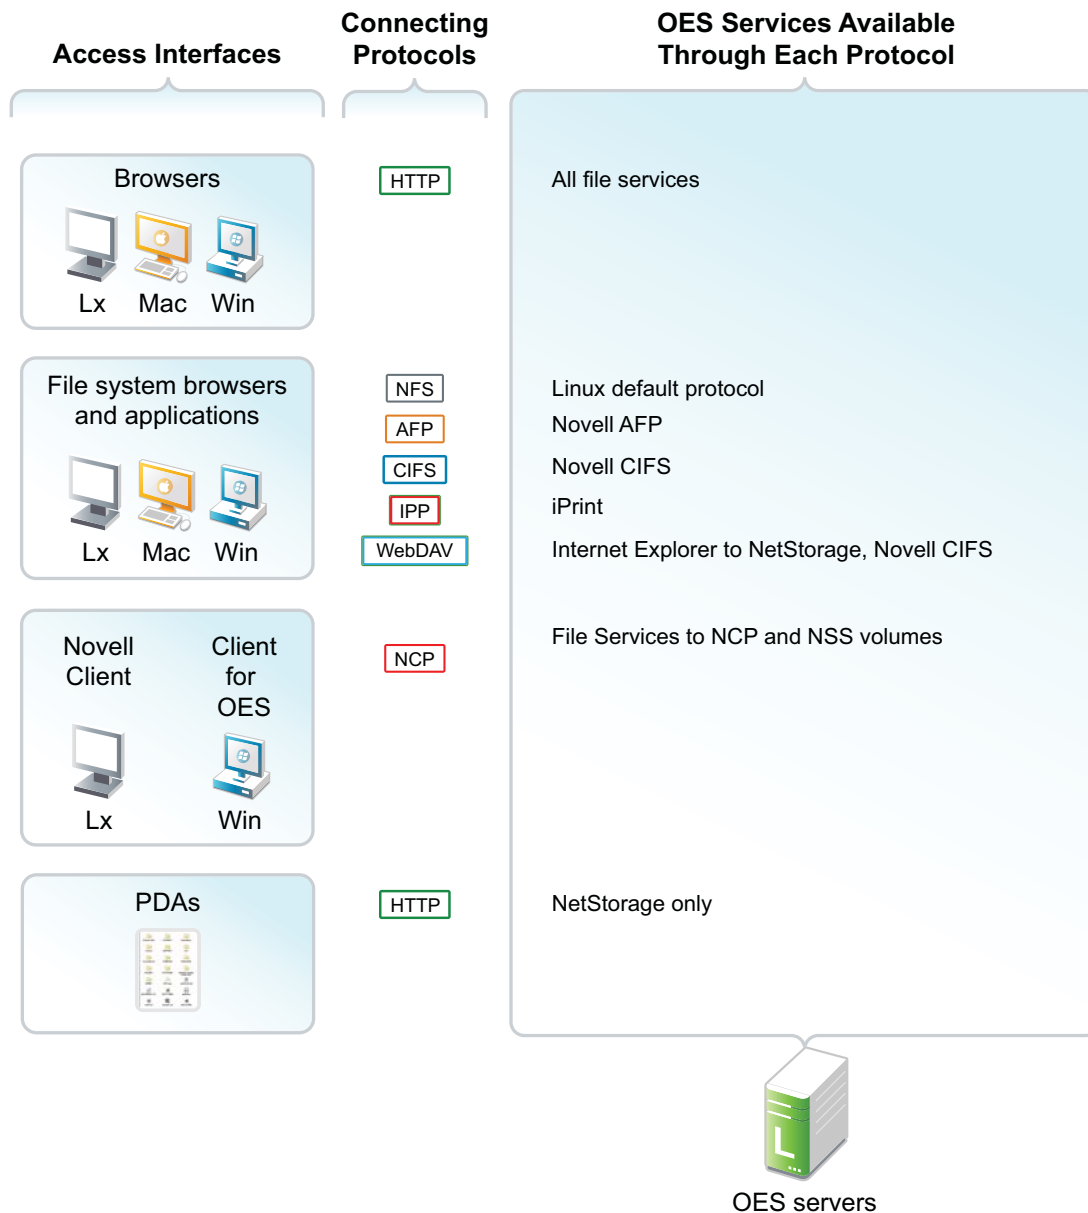 Access Interfaces
Connecting
Protocols
OES Services Available
Through Each Protocol
Browsers
Lx Mac Win
HTTP
All file services
File system browsers
and applications
Lx Mac Win
NFS
Linux default protocol
AFP
Novell AFP
CIFS
Novell CIFS
IPP
iPrint
WebDAV
Internet Explorer to NetStorage, Novell CIFS
Novell
Client
Client
for
OES
Lx Win
NCP
File Services to NCP and NSS volumes
PDAs
HTTP
NetStorage only
L
OES servers